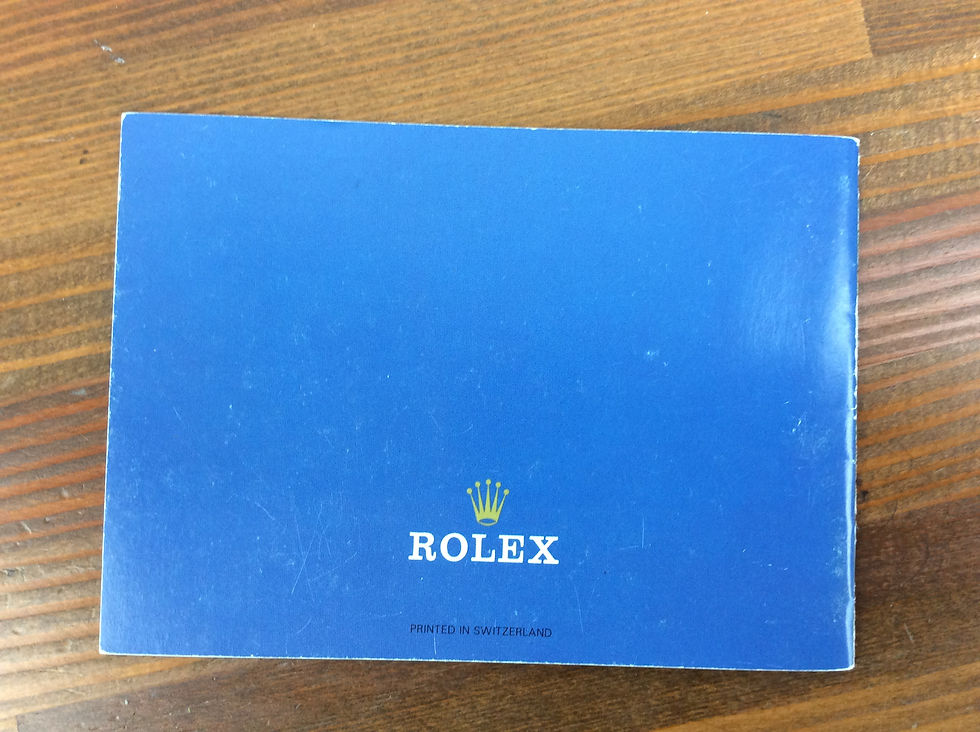 ROLEX
PRINTED IN SWITZERLAND